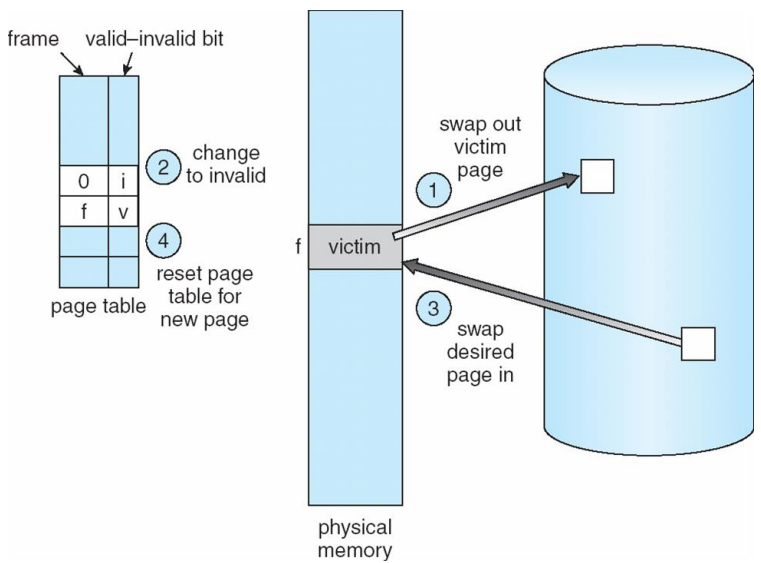 frame
valid–invalid bit
0
i
f
v
2
change
to invalid
4
reset page
table for
new page
page table
f
victim
physical
memory
swap out
victim
page
1
3
swap
desired
page in